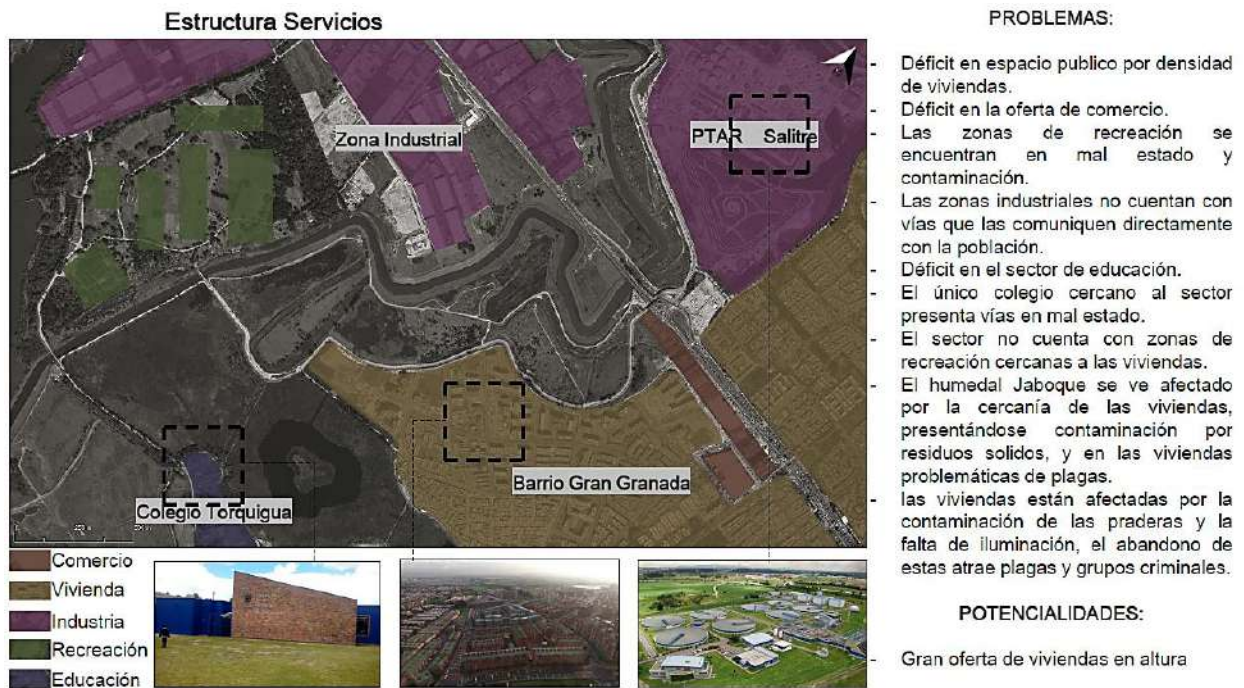 Estructura Servicios
Zona Industrial
PTAR Salitre
Barrio Gran Granada
Colegio Torquigua
Comercio
Vivienda
Industria
Recreación
Educación
PROBLEMAS:
- Déficit en espacio publico por densidad
de viviendas.
- Déficit en la oferta de comercio.
- Las zonas de recreación se
encuentran en mal estado y
contaminación.
- Las zonas industriales no cuentan con
vías que las comuniquen directamente
con la población.
- Déficit en el sector de educación.
- El único colegio cercano al sector
presenta vías en mal estado.
- El sector no cuenta con zonas de
recreación cercanas a las viviendas.
- El humedal Jaboque se ve afectado
por la cercanía de las viviendas,
presentándose contaminación por
residuos solidos, y en las viviendas
problemáticas de plagas.
- las viviendas están afectadas por la
contaminación de las praderas y la
falta de iluminación, el abandono de
estas atrae plagas y grupos criminales.
POTENCIALIDADES:
- Gran oferta de viviendas en altura